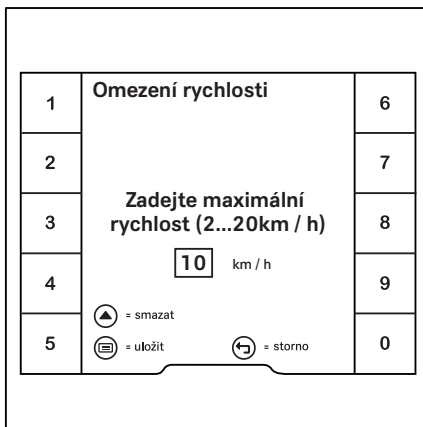 Omezení rychlosti
1
6
2
7
Zadejte maximální
3
rychlost (2...20km / h)
8
10 km / h
4
9
= smazat
5
= uložit
= storno
0